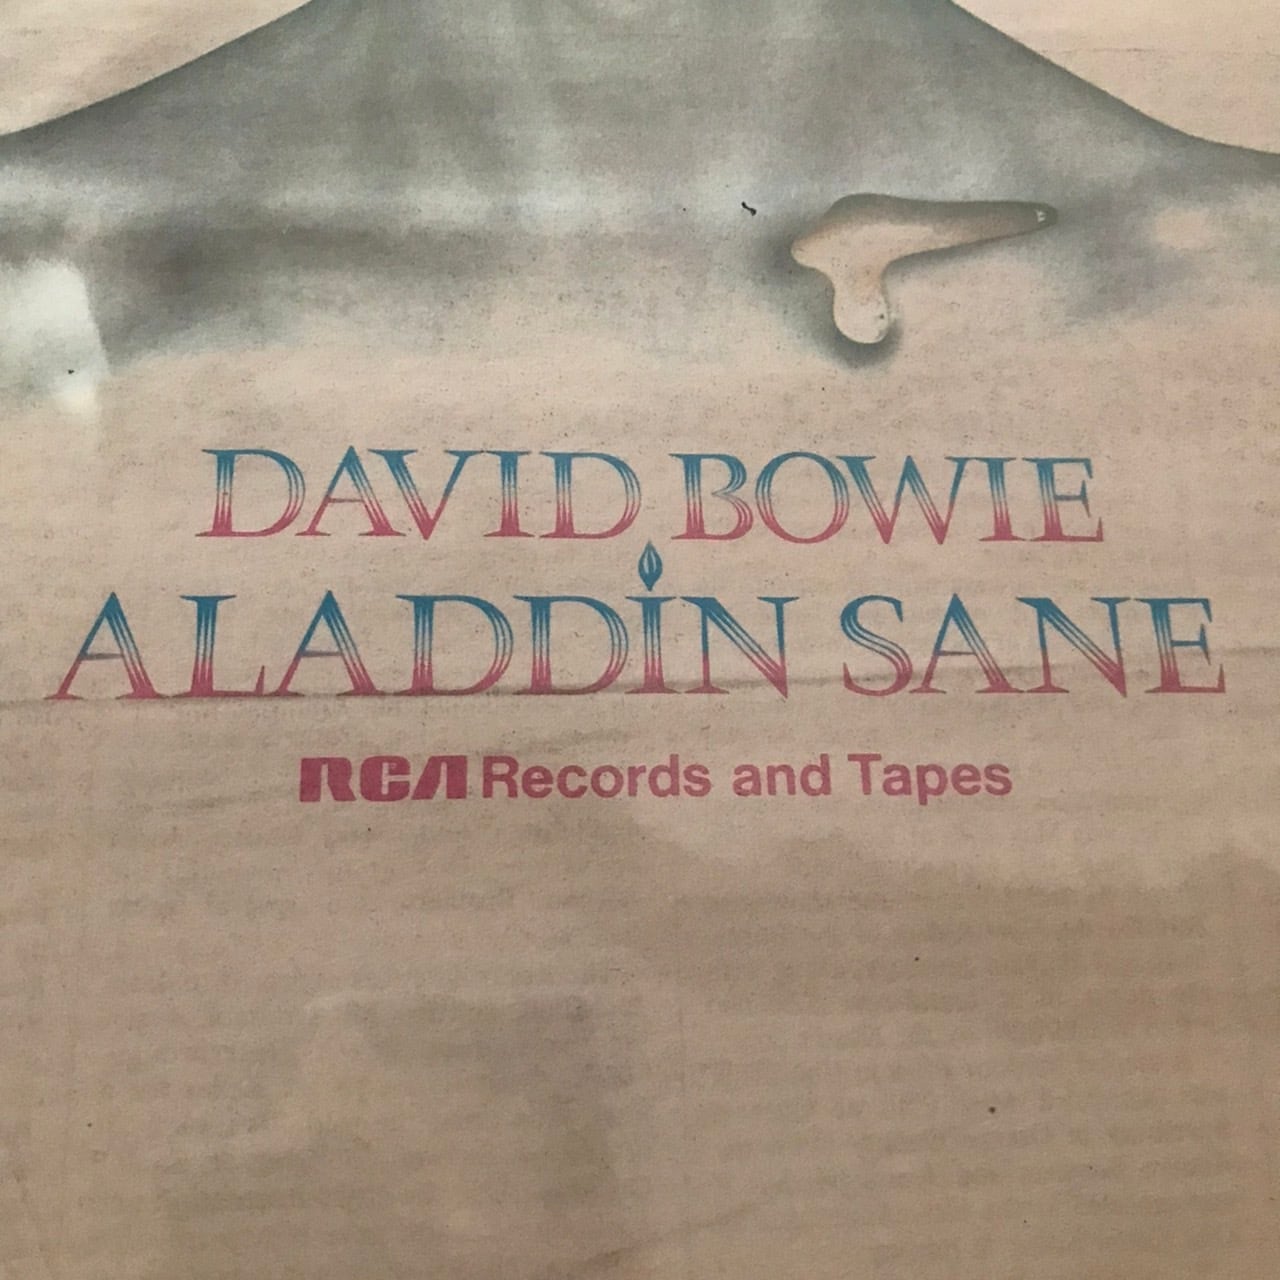 DAVID BOWIE
ALADDIN SANE
RCA Records and Tapes